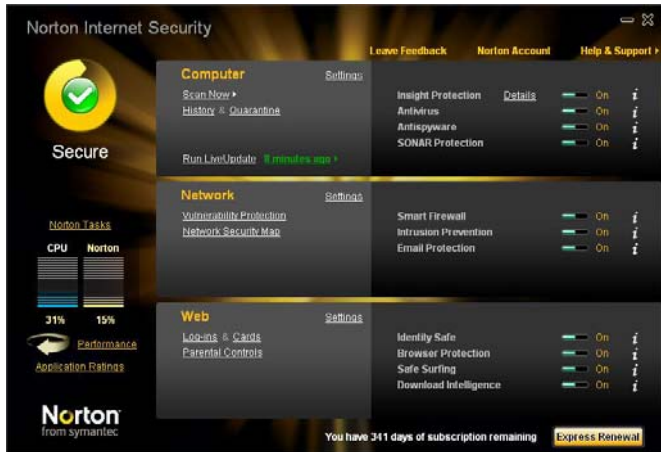 Norton Internet Security
Leave Feedback Norton Account Help & Support
Secure
Norton Tasks
CPU Norton
31% 15%
Performance
Application Ratings
Norton
from symantec
Computer Settings
Scan Now
History & Quarantine
Run LiveUpdate 8 minutes ago
Insight Protection Details On
Antivirus On
Antispyware On
SONAR Protection On
Network Settings
Vulnerability Protection
Network Security Map
Smart Firewall On
Intrusion Prevention On
Email Protection On
Web Settings
Log-ins & Cards
Parental Controls
Identity Safe On
Browser Protection On
Safe Surfing On
Download Intelligence On
You have 341 days of subscription remaining Express Renewal